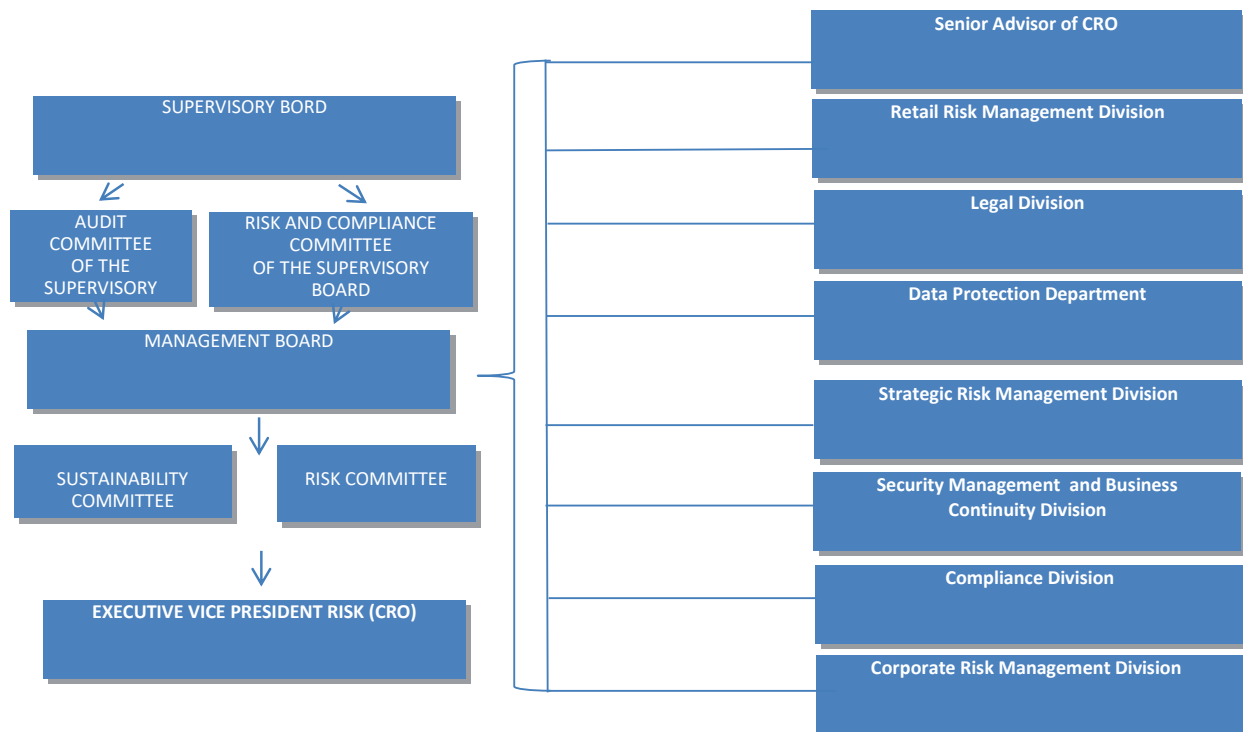 SUPERVISORY BORD
AUDIT
COMMITTEE
OF THE
SUPERVISORY
RISK AND COMPLIANCE
COMMITTEE
OF THE SUPERVISORY
BOARD
MANAGEMENT BOARD
SUSTAINABILITY
COMMITTEE
RISK COMMITTEE
EXECUTIVE VICE PRESIDENT RISK (CRO)
Senior Advisor of CRO
Retail Risk Management Division
Legal Division
Data Protection Department
Strategic Risk Management Division
Security Management and Business
Continuity Division
Compliance Division
Corporate Risk Management Division